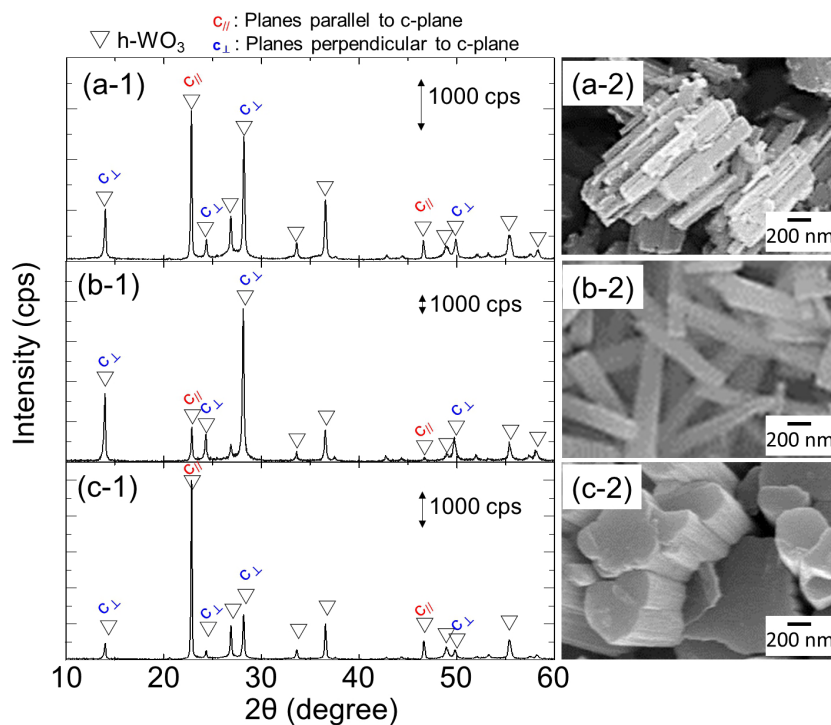 c// : Planes parallel to c-plane
▽ h-WO₃ c⊥ : Planes perpendicular to c-plane
(a-1) c// c⊥ 1000 cps (a-2)
c⊥ c⊥ c// c⊥
200 nm
(b-1) c⊥ 1000 cps (b-2)
c⊥ c// c⊥ c// c⊥
200 nm
(c-1) c// 1000 cps (c-2)
c⊥ c⊥ c⊥ c// c⊥
200 nm
Intensity (cps)
10 20 30 40 50 60
2θ (degree)